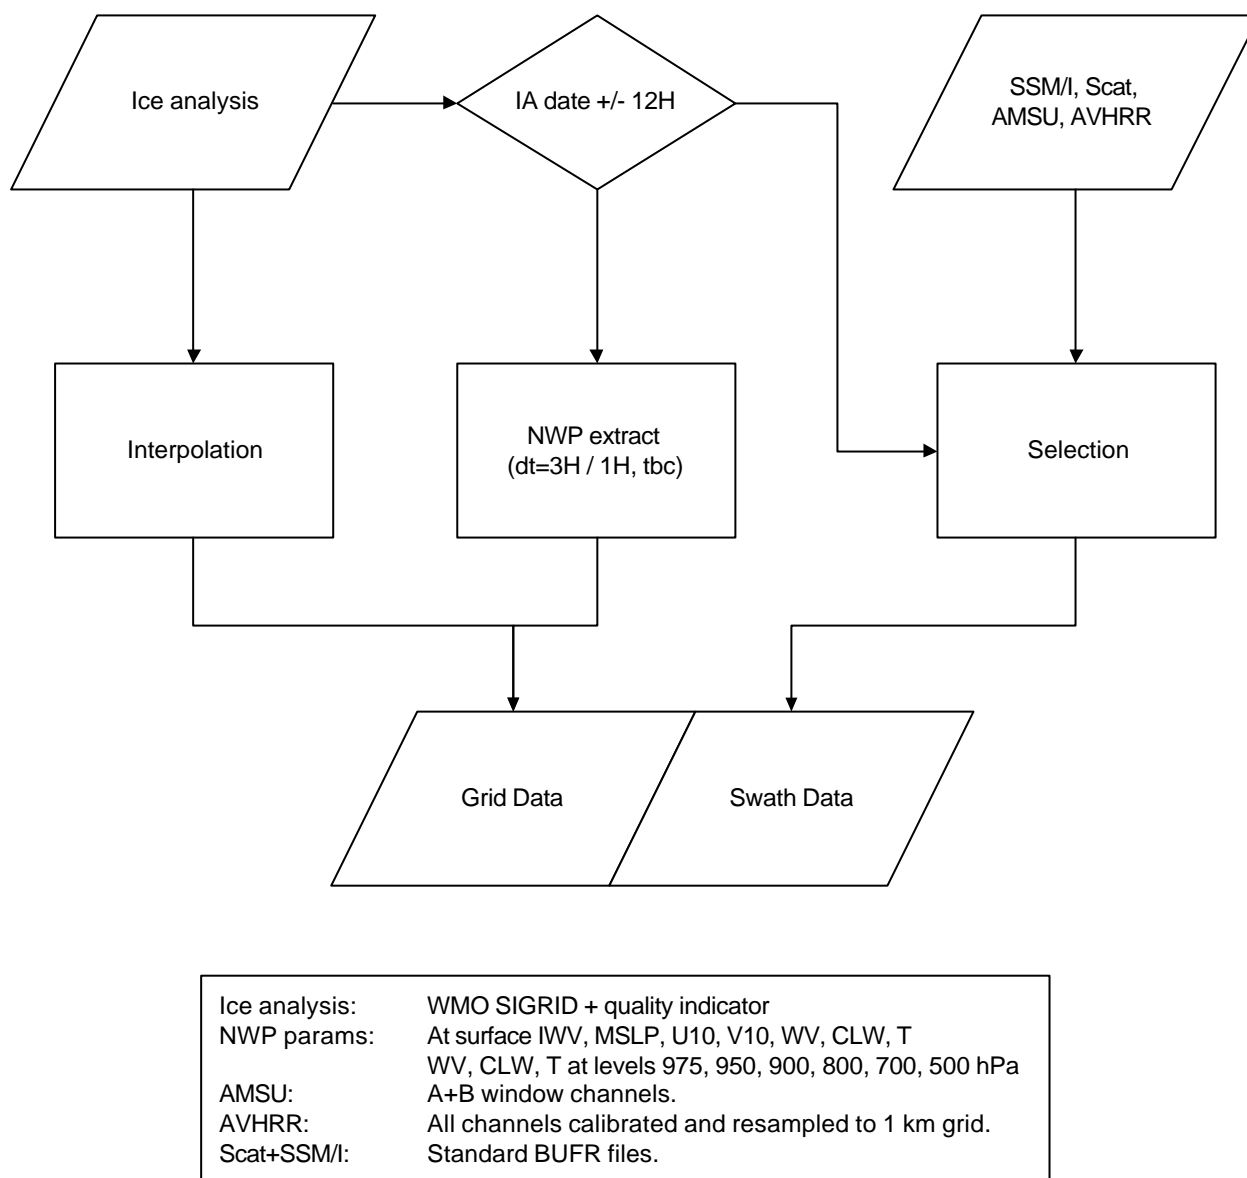 Ice analysis
IA date +/- 12H
SSM/I, Scat,
AMSU, AVHRR
Interpolation
NWP extract
(dt=3H / 1H, tbc)
Selection
Grid Data
Swath Data
Ice analysis: WMO SIGRID + quality indicator
NWP params: At surface IWV, MSLP, U10, V10, WV, CLW, T
WV, CLW, T at levels 975, 950, 900, 800, 700, 500 hPa
AMSU: A+B window channels.
AVHRR: All channels calibrated and resampled to 1 km grid.
Scat+SSM/I: Standard BUFR files.